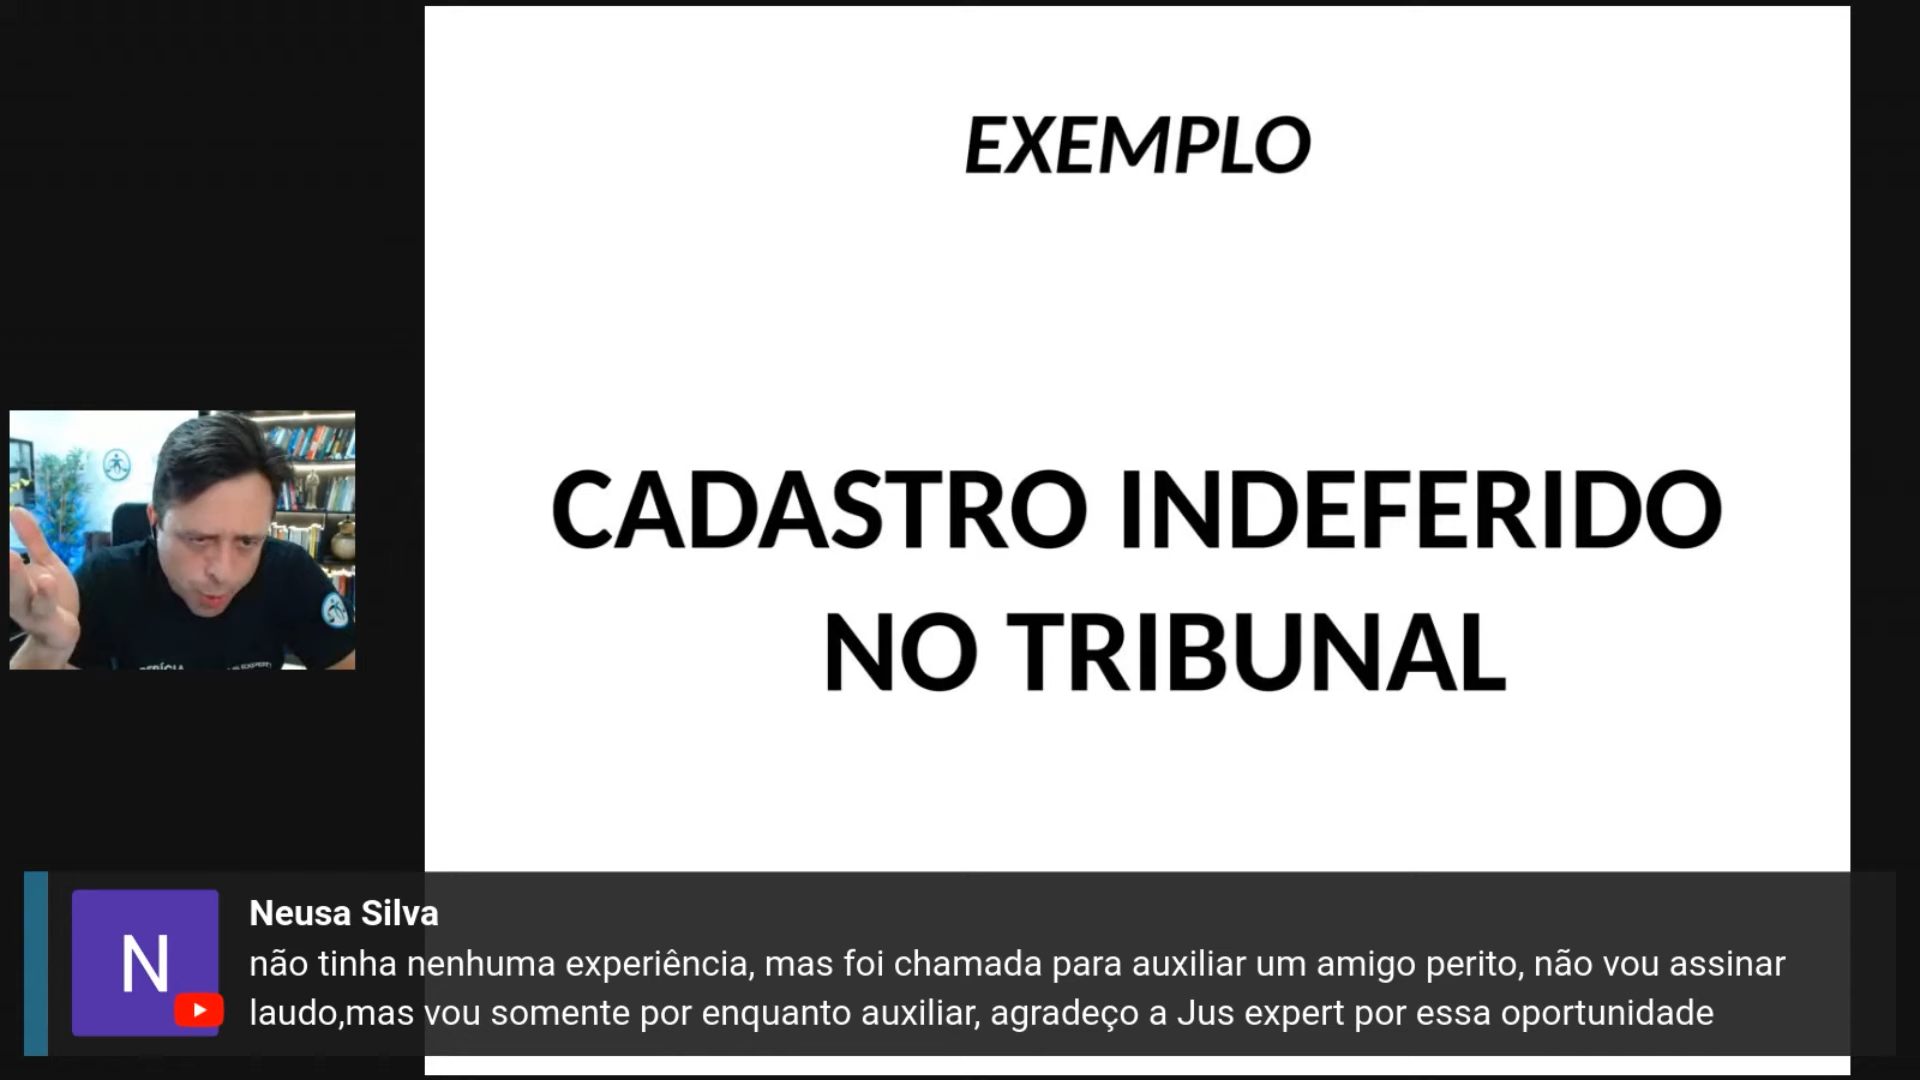 EXEMPLO
CADASTRO INDEFERIDO
NO TRIBUNAL
N
Neusa Silva
não tinha nenhuma experiência, mas foi chamada para auxiliar um amigo perito, não vou assinar
laudo,mas vou somente por enquanto auxiliar, agradeço a Jus expert por essa oportunidade